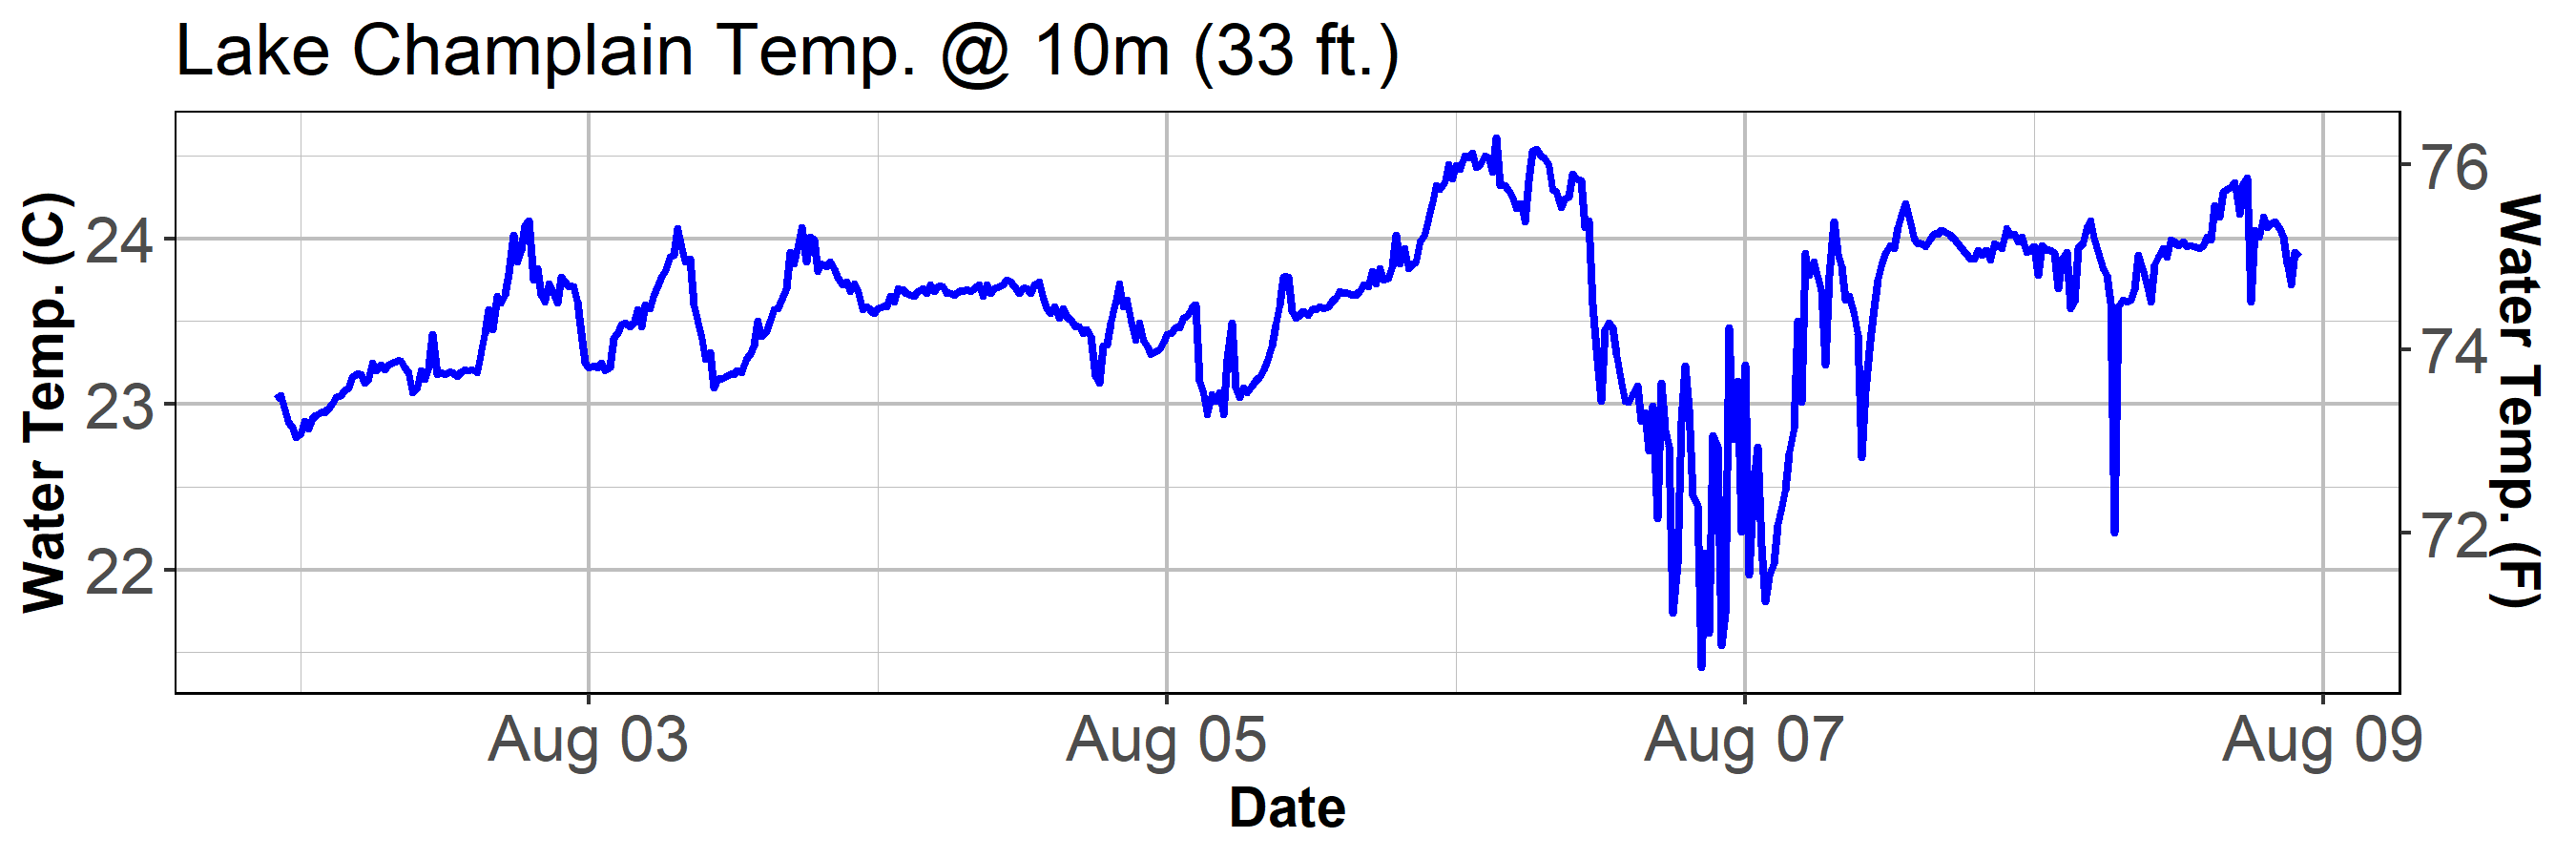 Lake Champlain Temp. @ 10m (33 ft.)
Water Temp. (C)
24
23
22
76
74
72
Water Temp. (F)
Aug 03
Aug 05
Aug 07
Aug 09
Date